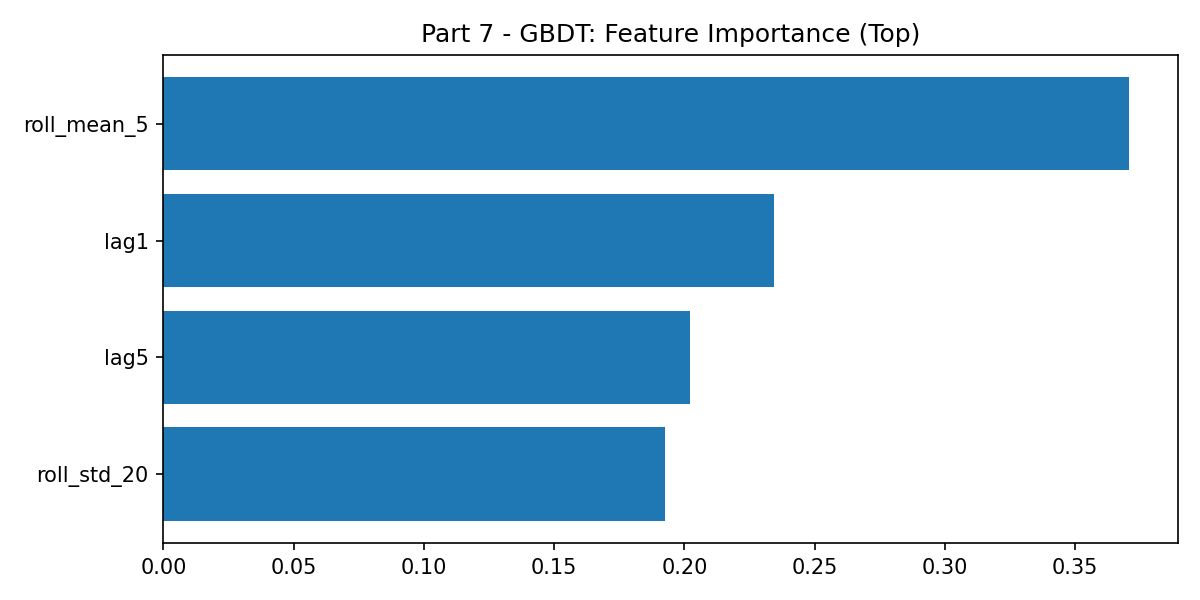 Part 7 - GBDT: Feature Importance (Top)
roll_mean_5
lag1
lag5
roll_std_20
0.00 0.05 0.10 0.15 0.20 0.25 0.30 0.35